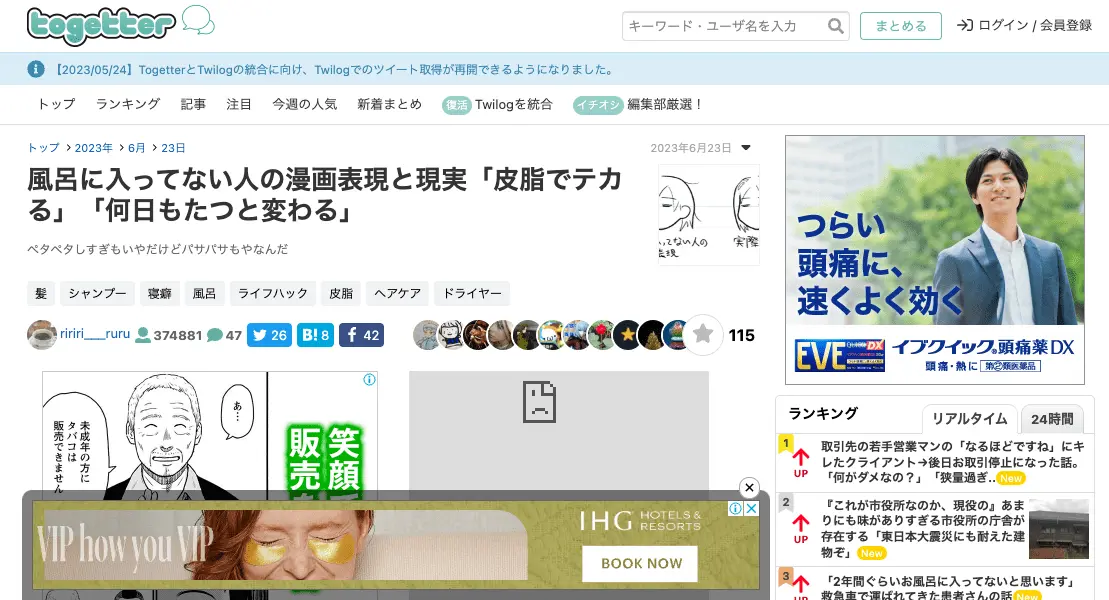 togetter
キーワード・ユーザ名を入力
まとめる
ログイン / 会員登録
【2023/05/24】TogetterとTwilogの統合に向け、Twilogでのツイート取得が再開できるようになりました。
トップ ランキング 記事 注目 今週の人気 新着まとめ 復活 Twilogを統合 イチオシ 編集部厳選！
トップ > 2023年 > 6月 > 23日
2023年6月23日
風呂に入ってない人の漫画表現と現実「皮脂でテカ
る」「何日もたつと変わる」
ペタペタしすぎもいやだけどパサパサもやなんだ
ってない人の
表現
実際
髪 シャンプー 寝癖 風呂 ライフハック 皮脂 ヘアケア ドライヤー
ririri___ruru 374881 47 26 B! 8 42
115
未成年の方に
タバコは
販売できません
あ…
笑顔で
販売
VIP how you VIP
IHG HOTELS &
RESORTS
BOOK NOW
つらい
頭痛に、
速くよく効く
EVE QUICK DX
イブクイック®頭痛薬DX
頭痛・熱に 第②類医薬品
ランキング
リアルタイム
24時間
1
UP
取引先の若手営業マンの「なるほどですね」にキ
レたクライアント→後日お取引停止になった話。
「何がダメなの？」「狭量過ぎ.. New
2
UP
『これが市役所なのか、現役の』あま
りにも味がありすぎる市役所の庁舎が
存在する「東日本大震災にも耐えた建
物ぞ」 New
3
UP
「2年間ぐらいお風呂に入ってないと思います」
救急車で運ばれてきた患者さんの話 New